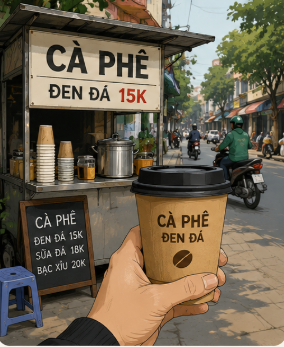 CÀ PHÊ
ĐEN ĐÁ 15K
CÀ PHÊ
ĐEN ĐÁ 15K
SỮA ĐÁ 18K
BẠC XỈU 20K
CÀ PHÊ
ĐEN ĐÁ